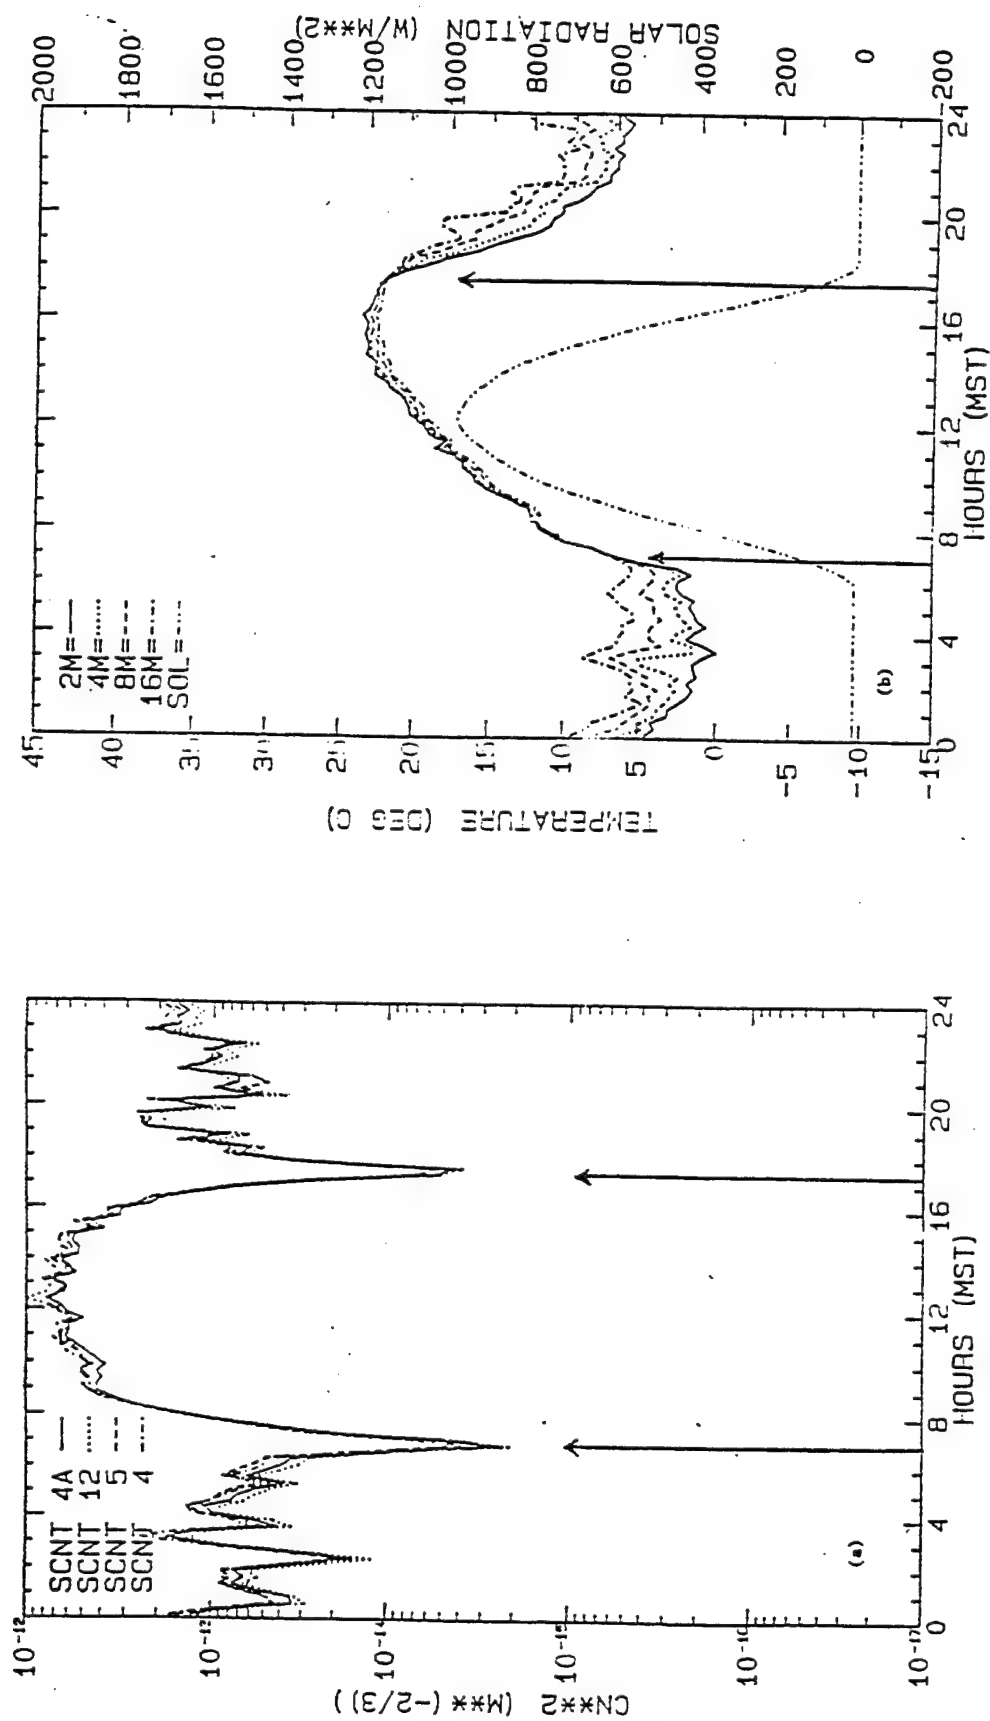 CN**2 (M**(-2/3))
10-12
10-13
10-14
10-15
10-16
10-17
SCNT 4A
SCNT 12
SCNT 5
SCNT 4
(a)
0 4 8 12 16 20 24
HOURS (MST)
TEMPERATURE (DEG C)
45
40
35
30
25
20
15
10
5
0
-5
-10
-15
2M=
4M=
8M=
16M=
SOL=
(b)
0 4 8 12 16 20 24
HOURS (MST)
2000
1800
1600
1400
1200
1000
800
600
400
200
0
-200
SOLAR RADIATION
(W/M**2)